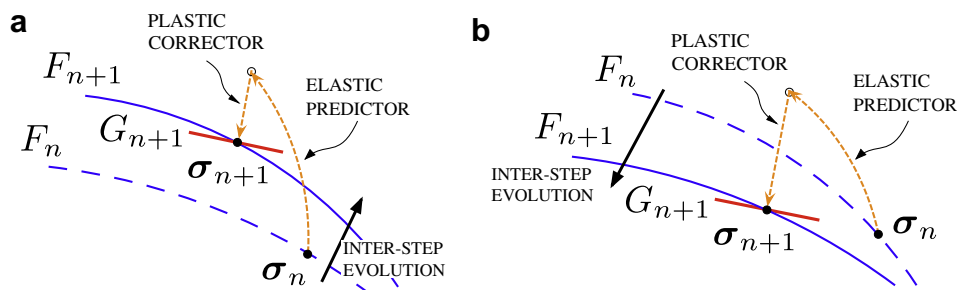 a
PLASTIC
CORRECTOR
F_{n+1}
ELASTIC
PREDICTOR
G_{n+1}
F_n
σ_{n+1}
INTER-STEP
EVOLUTION
σ_n
b
PLASTIC
CORRECTOR
F_n
ELASTIC
PREDICTOR
F_{n+1}
INTER-STEP
EVOLUTION
G_{n+1}
σ_n
σ_{n+1}